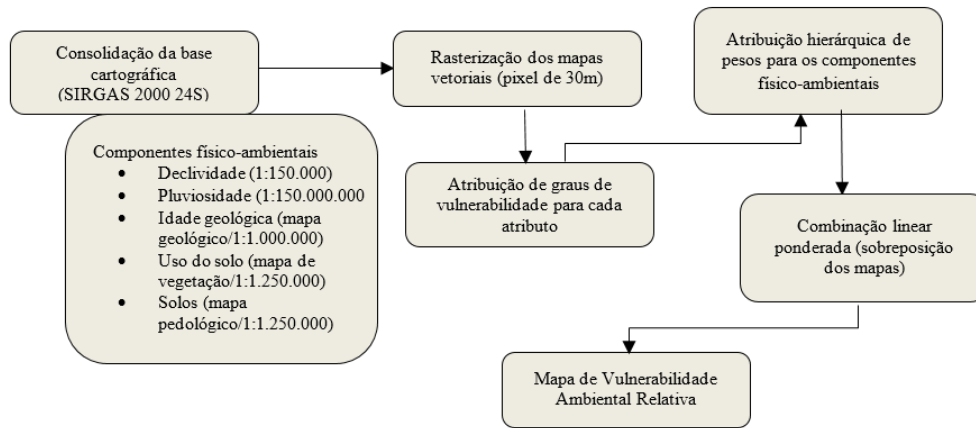 Consolidação da base
cartográfica
(SIRGAS 2000 24S)
Componentes físico-ambientais
• Declividade (1:150.000)
• Pluviosidade (1:150.000.000
• Idade geológica (mapa
geológico/1:1.000.000)
• Uso do solo (mapa de
vegetação/1:1.250.000)
• Solos (mapa
pedológico/1:1.250.000)
Rasterização dos mapas
vetoriais (pixel de 30m)
Atribuição de graus de
vulnerabilidade para cada
atributo
Atribuição hierárquica de
pesos para os componentes
físico-ambientais
Combinação linear
ponderada (sobreposição
dos mapas)
Mapa de Vulnerabilidade
Ambiental Relativa